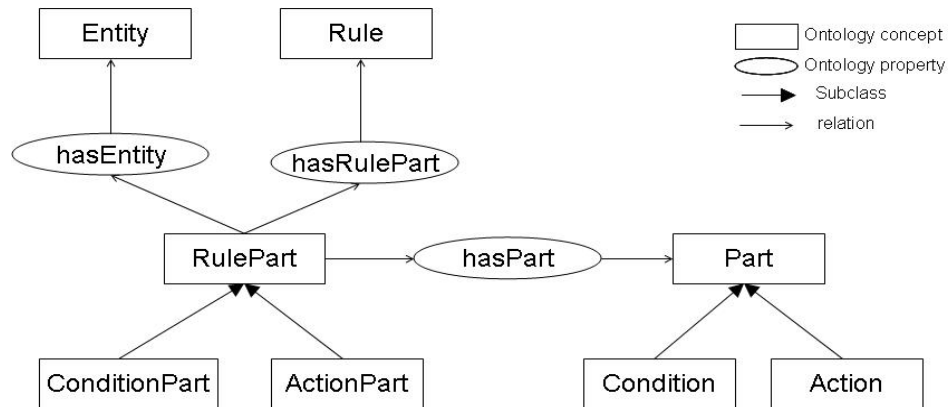 Entity
Rule
Ontology concept
Ontology property
Subclass
relation
hasEntity
hasRulePart
RulePart
hasPart
Part
ConditionPart
ActionPart
Condition
Action